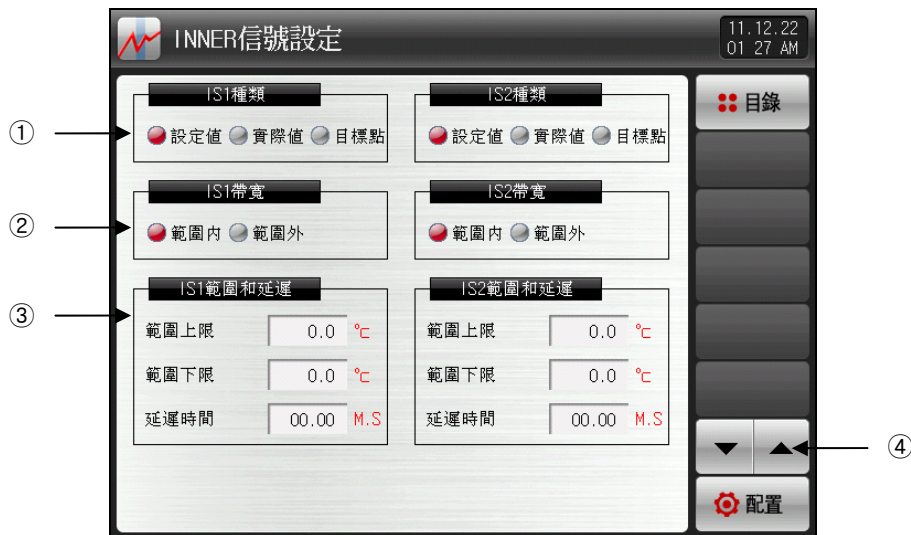 INNER信號設定
11.12.22
01 27 AM
IS1種類
IS2種類
目錄
①
設定值 實際值 目標點
設定值 實際值 目標點
IS1帶寬
IS2帶寬
②
範圍内 範圍外
範圍内 範圍外
IS1範圍和延遲
IS2範圍和延遲
③
範圍上限 0.0 ℃
範圍上限 0.0 ℃
範圍下限 0.0 ℃
範圍下限 0.0 ℃
延遲時間 00.00 M.S
延遲時間 00.00 M.S
④
配置